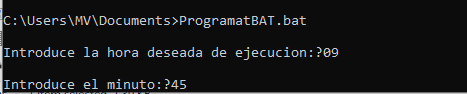 C:\Users\MV\Documents>ProgramatBAT.bat
Introduce la hora deseada de ejecucion:?09
Introduce el minuto:?45